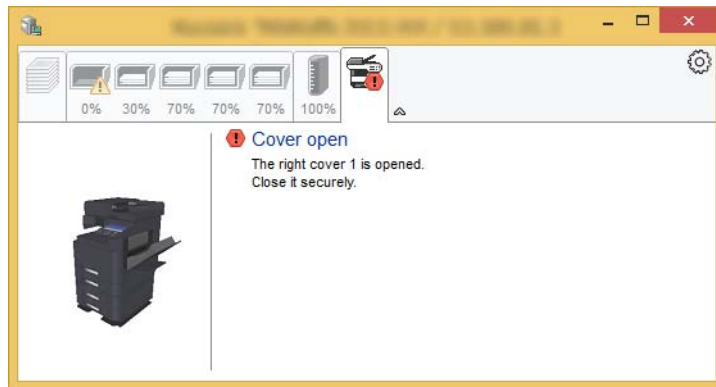 0% 30% 70% 70% 70% 100%
Cover open
The right cover 1 is opened.
Close it securely.